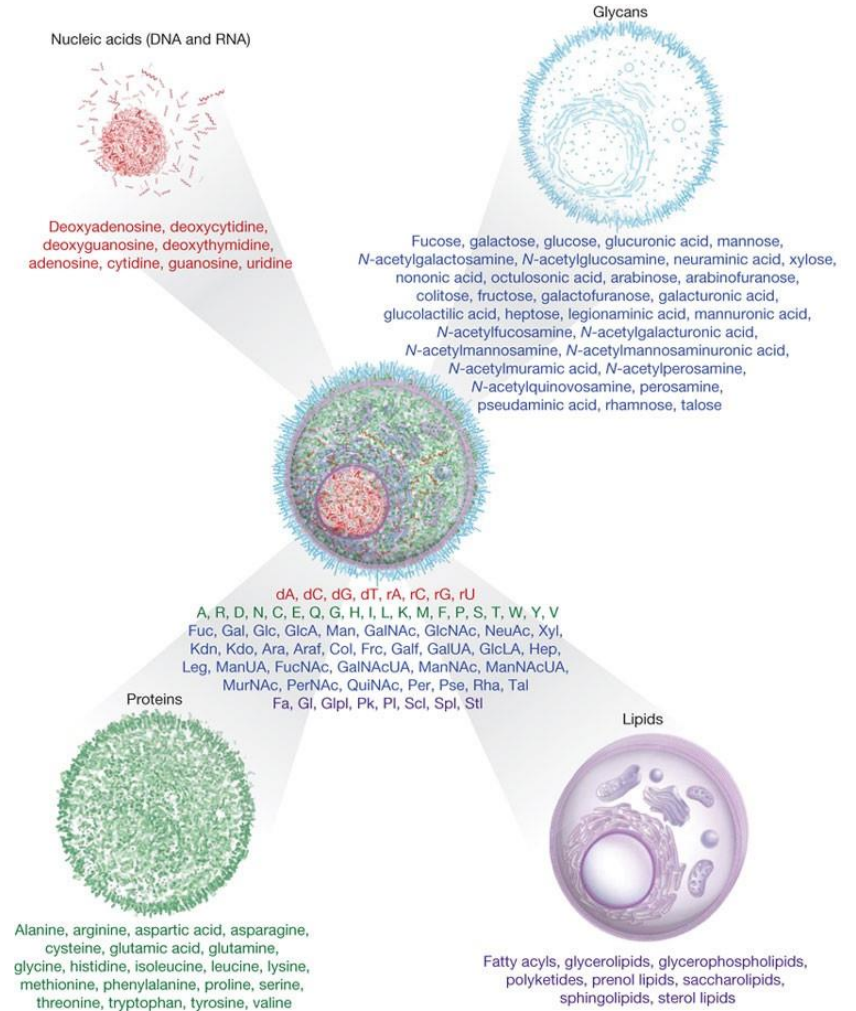 Nucleic acids (DNA and RNA)
Deoxyadenosine, deoxycytidine,
deoxyguanosine, deoxythymidine,
adenosine, cytidine, guanosine, uridine
Glycans
Fucose, galactose, glucose, glucuronic acid, mannose,
N-acetylgalactosamine, N-acetylglucosamine, neuraminic acid, xylose,
nononic acid, octulosonic acid, arabinose, arabinofuranose,
colitose, fructose, galactofuranose, galacturonic acid,
glucolactilic acid, heptose, legionaminic acid, mannuronic acid,
N-acetylfucosamine, N-acetylgalacturonic acid,
N-acetylmannosamine, N-acetylmannosaminuronic acid,
N-acetylmuramic acid, N-acetylperosamine,
N-acetylquinovosamine, perosamine,
pseudaminic acid, rhamnose, talose
dA, dC, dG, dT, rA, rC, rG, rU
A, R, D, N, C, E, Q, G, H, I, L, K, M, F, P, S, T, W, Y, V
Fuc, Gal, Glc, GlcA, Man, GalNAc, GlcNAc, NeuAc, Xyl,
Kdn, Kdo, Ara, Araf, Col, Frc, Galf, GalUA, GlcLA, Hep,
Leg, ManUA, FucNAc, GalNAcUA, ManNAc, ManNAcUA,
MurNAc, PerNAc, QuiNAc, Per, Pse, Rha, Tal
Fa, Gl, Glpl, Pk, Pl, Scl, Spl, Stl
Proteins
Alanine, arginine, aspartic acid, asparagine,
cysteine, glutamic acid, glutamine,
glycine, histidine, isoleucine, leucine, lysine,
methionine, phenylalanine, proline, serine,
threonine, tryptophan, tyrosine, valine
Lipids
Fatty acyls, glycerolipids, glycerophospholipids,
polyketides, prenol lipids, saccharolipids,
sphingolipids, sterol lipids